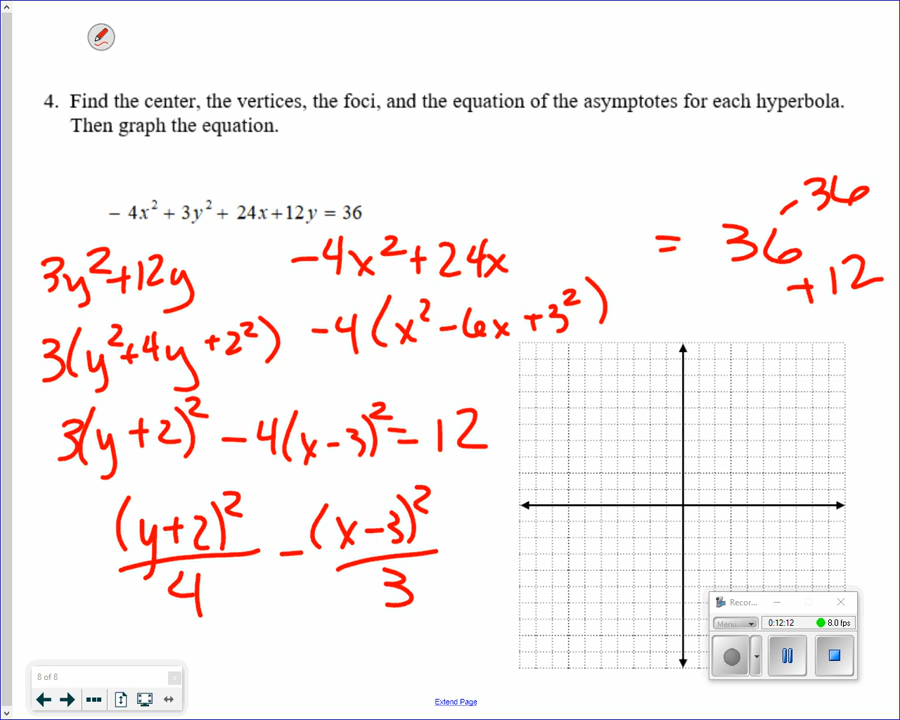 4. Find the center, the vertices, the foci, and the equation of the asymptotes for each hyperbola.
Then graph the equation.
- 4x² + 3y² + 24x+12y = 36
-36
3y²+12y -4x²+24x = 36
+12
3(y²+4y+2²) -4(x²-6x+3²)
3(y+2)²-4(x-3)²=12
(y+2)²/4 - (x-3)²/3
Recor...
Menu
0:12:12
8.0 fps
8 of 8
Extend Page